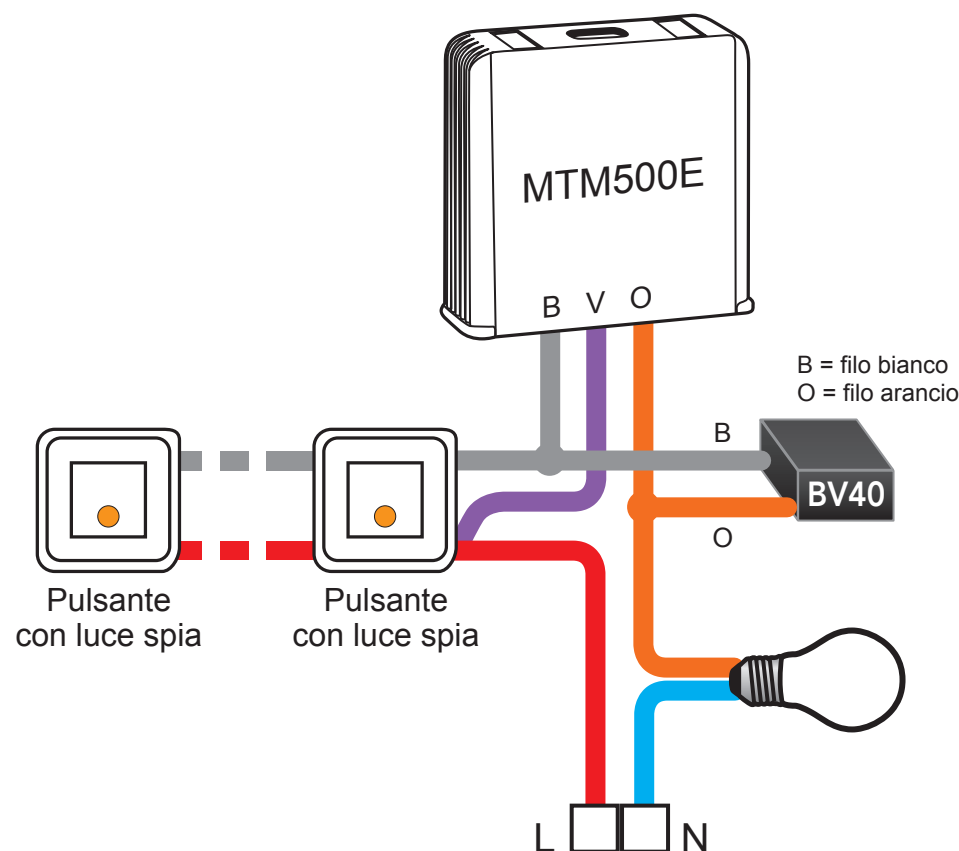 MTM500E
B V O
B = filo bianco
O = filo arancio
B
BV40
O
Pulsante
con luce spia
Pulsante
con luce spia
L N